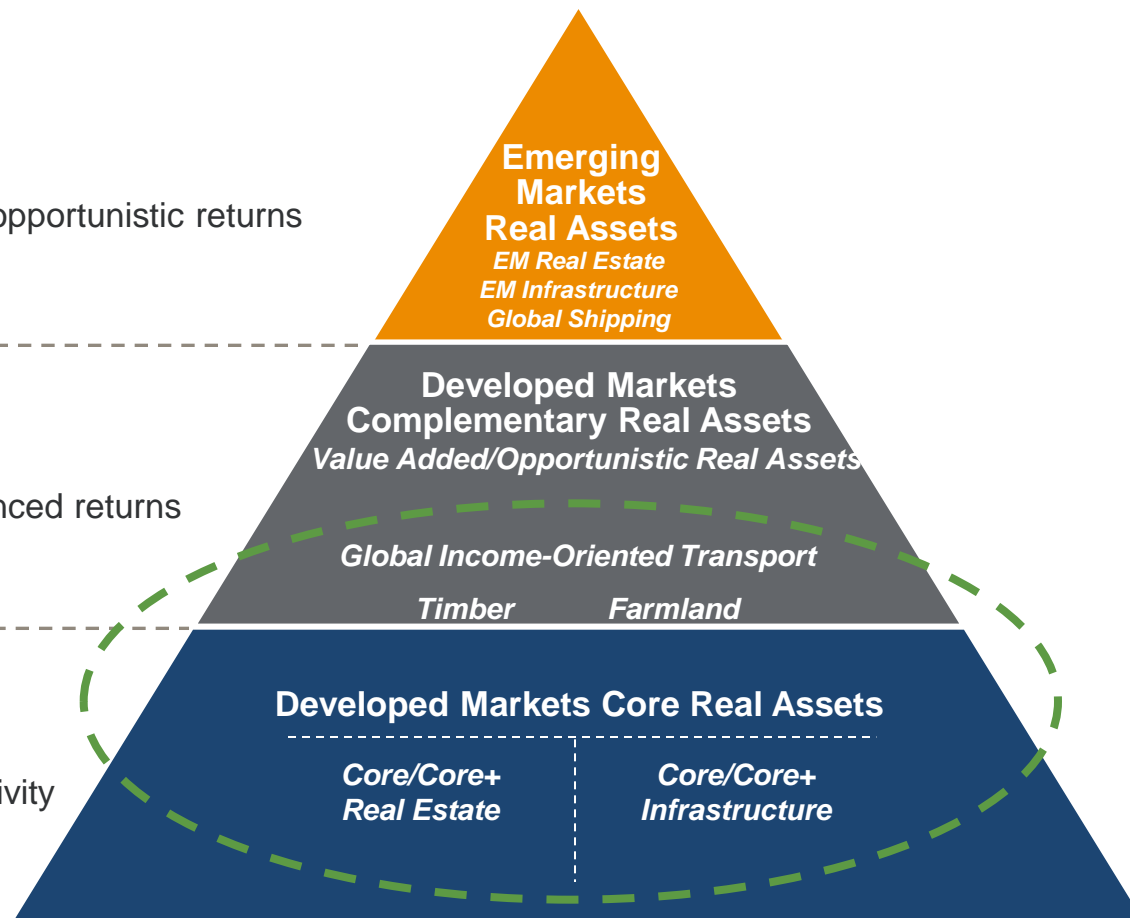 Emerging
Markets
Real Assets
EM Real Estate
EM Infrastructure
Global Shipping
opportunistic returns
Developed Markets
Complementary Real Assets
Value Added/Opportunistic Real Assets
returns
Global Income-Oriented Transport
Timber Farmland
Developed Markets Core Real Assets
Core/Core+
Real Estate
Core/Core+
Infrastructure